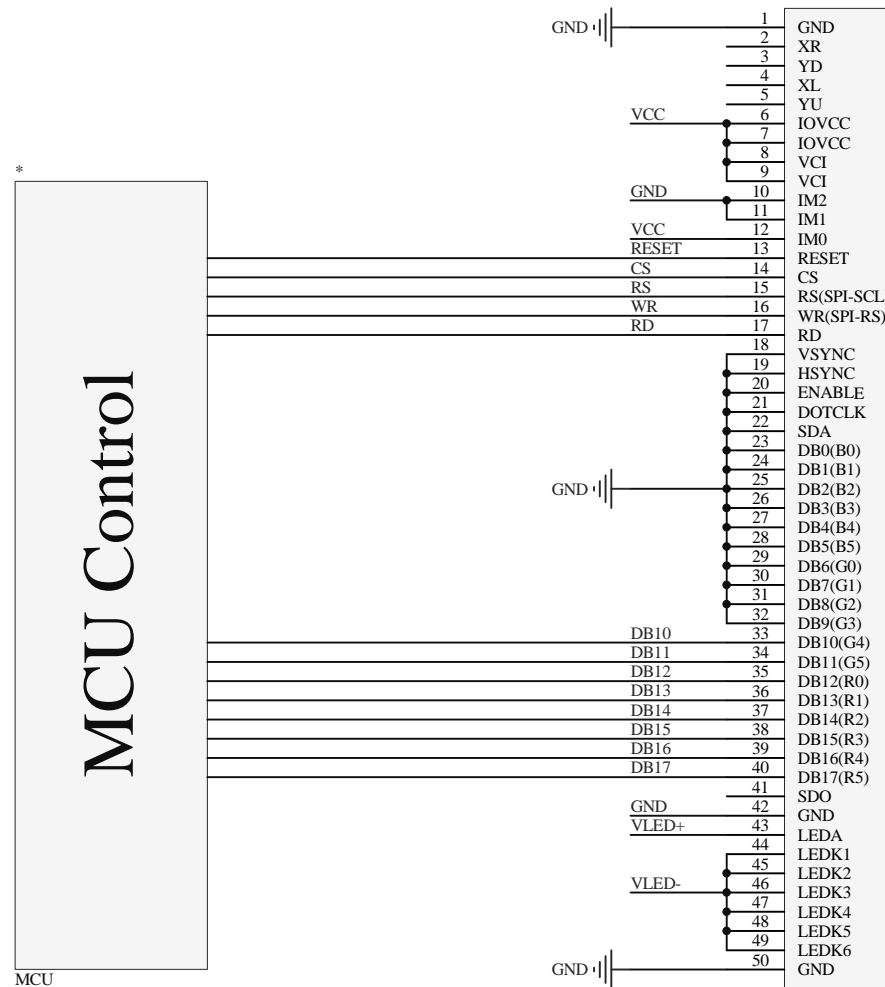 GND 1 GND
2 XR
3 YD
4 XL
5 YU
VCC 6 IOVCC
7 IOVCC
8 VCI
9 VCI
GND 10 IM2
11 IM1
VCC 12 IM0
RESET 13 RESET
CS 14 CS
RS 15 RS(SPI-SCL
WR 16 WR(SPI-RS)
RD 17 RD
18 VSYNC
19 HSYNC
20 ENABLE
21 DOTCLK
22 SDA
23 DB0(B0)
24 DB1(B1)
GND 25 DB2(B2)
26 DB3(B3)
27 DB4(B4)
28 DB5(B5)
29 DB6(G0)
30 DB7(G1)
31 DB8(G2)
32 DB9(G3)
DB10 33 DB10(G4)
DB11 34 DB11(G5)
DB12 35 DB12(R0)
DB13 36 DB13(R1)
DB14 37 DB14(R2)
DB15 38 DB15(R3)
DB16 39 DB16(R4)
DB17 40 DB17(R5)
41 SDO
GND 42 GND
VLED+ 43 LEDA
44 LEDK1
45 LEDK2
VLED- 46 LEDK3
47 LEDK4
48 LEDK5
49 LEDK6
GND 50 GND
*
MCU Control
MCU